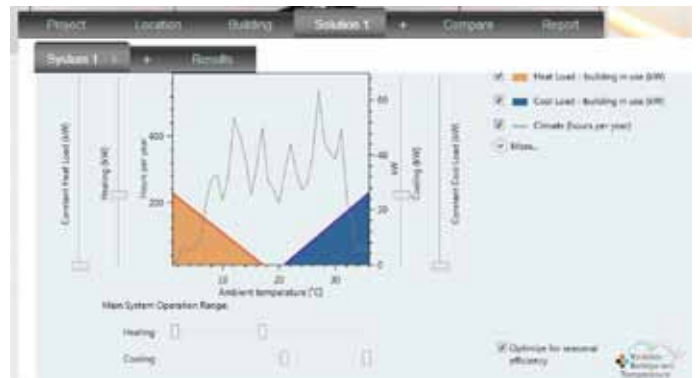 Project Location Building Solution 1 + Compare Report
System 1 + Results
Heat Load - building in use (kW)
Cool Load - building in use (kW)
Climate (hours per year)
More...
Constant Heat Load (kW)
Heating (kW)
Hours per year
400
200
60
40
20
0
kW
Cooling (kW)
Constant Cool Load (kW)
10 20 30
Ambient temperature [°C]
Main System Operation Range:
Heating
Cooling
Optimize for seasonal
efficiency
Temperature